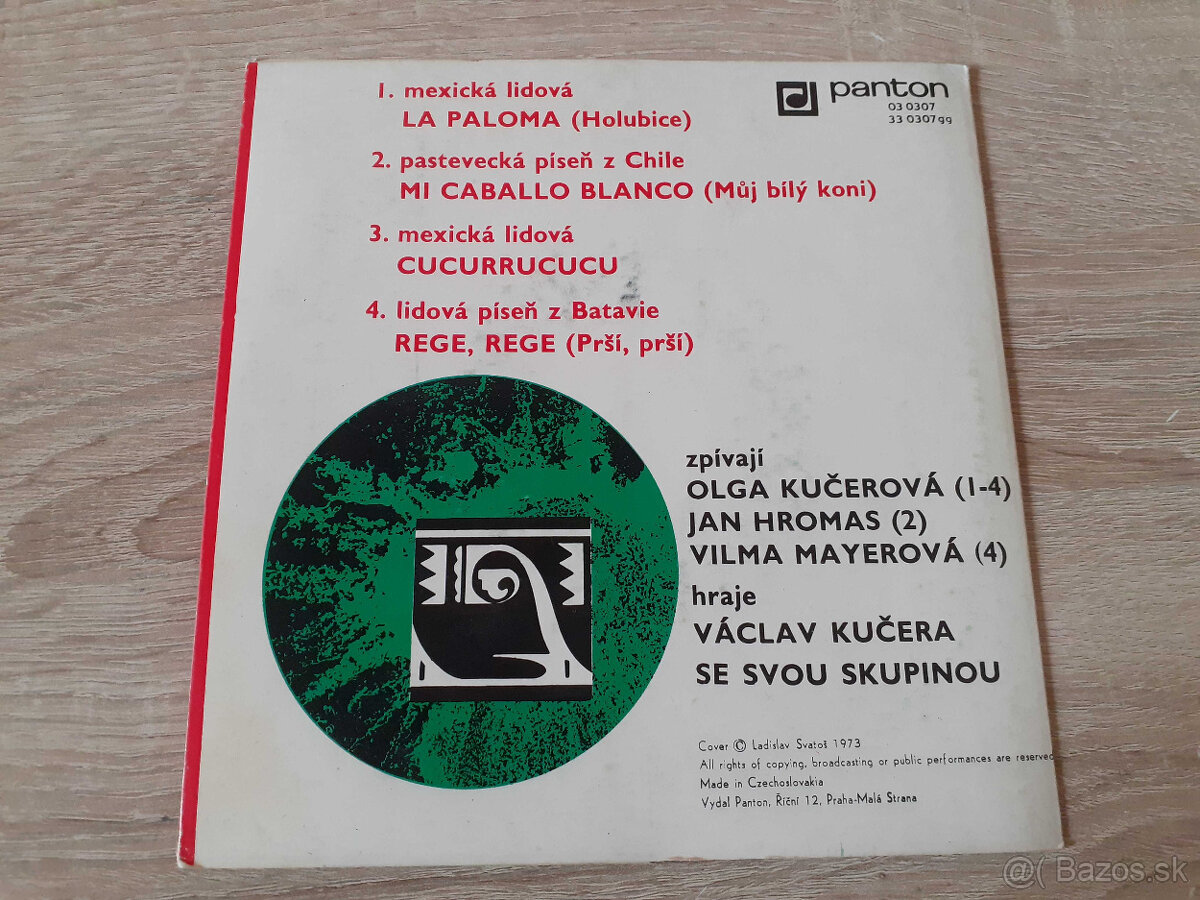 1. mexická lidová
LA PALOMA (Holubice)
2. pastevecká píseň z Chile
MI CABALLO BLANCO (Můj bílý koni)
3. mexická lidová
CUCURRUCUCU
4. lidová píseň z Batavie
REGE, REGE (Prší, prší)
panton
03 0307
33 0307 gg
zpívají
OLGA KUČEROVÁ (1-4)
JAN HROMAS (2)
VILMA MAYEROVÁ (4)
hraje
VÁCLAV KUČERA
SE SVOU SKUPINOU
Cover © Ladislav Svatoš 1973
All rights of copying, broadcasting or public performances are reserved
Made in Czechoslovakia
Vydal Panton, Říční 12, Praha-Malá Strana
@( Bazos.sk